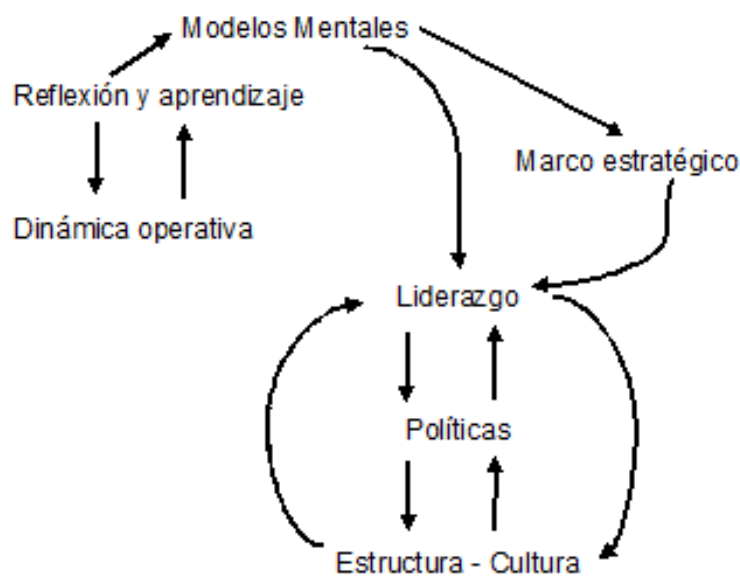 Modelos Mentales
Reflexión y aprendizaje
Marco estratégico
Dinámica operativa
Liderazgo
Políticas
Estructura - Cultura